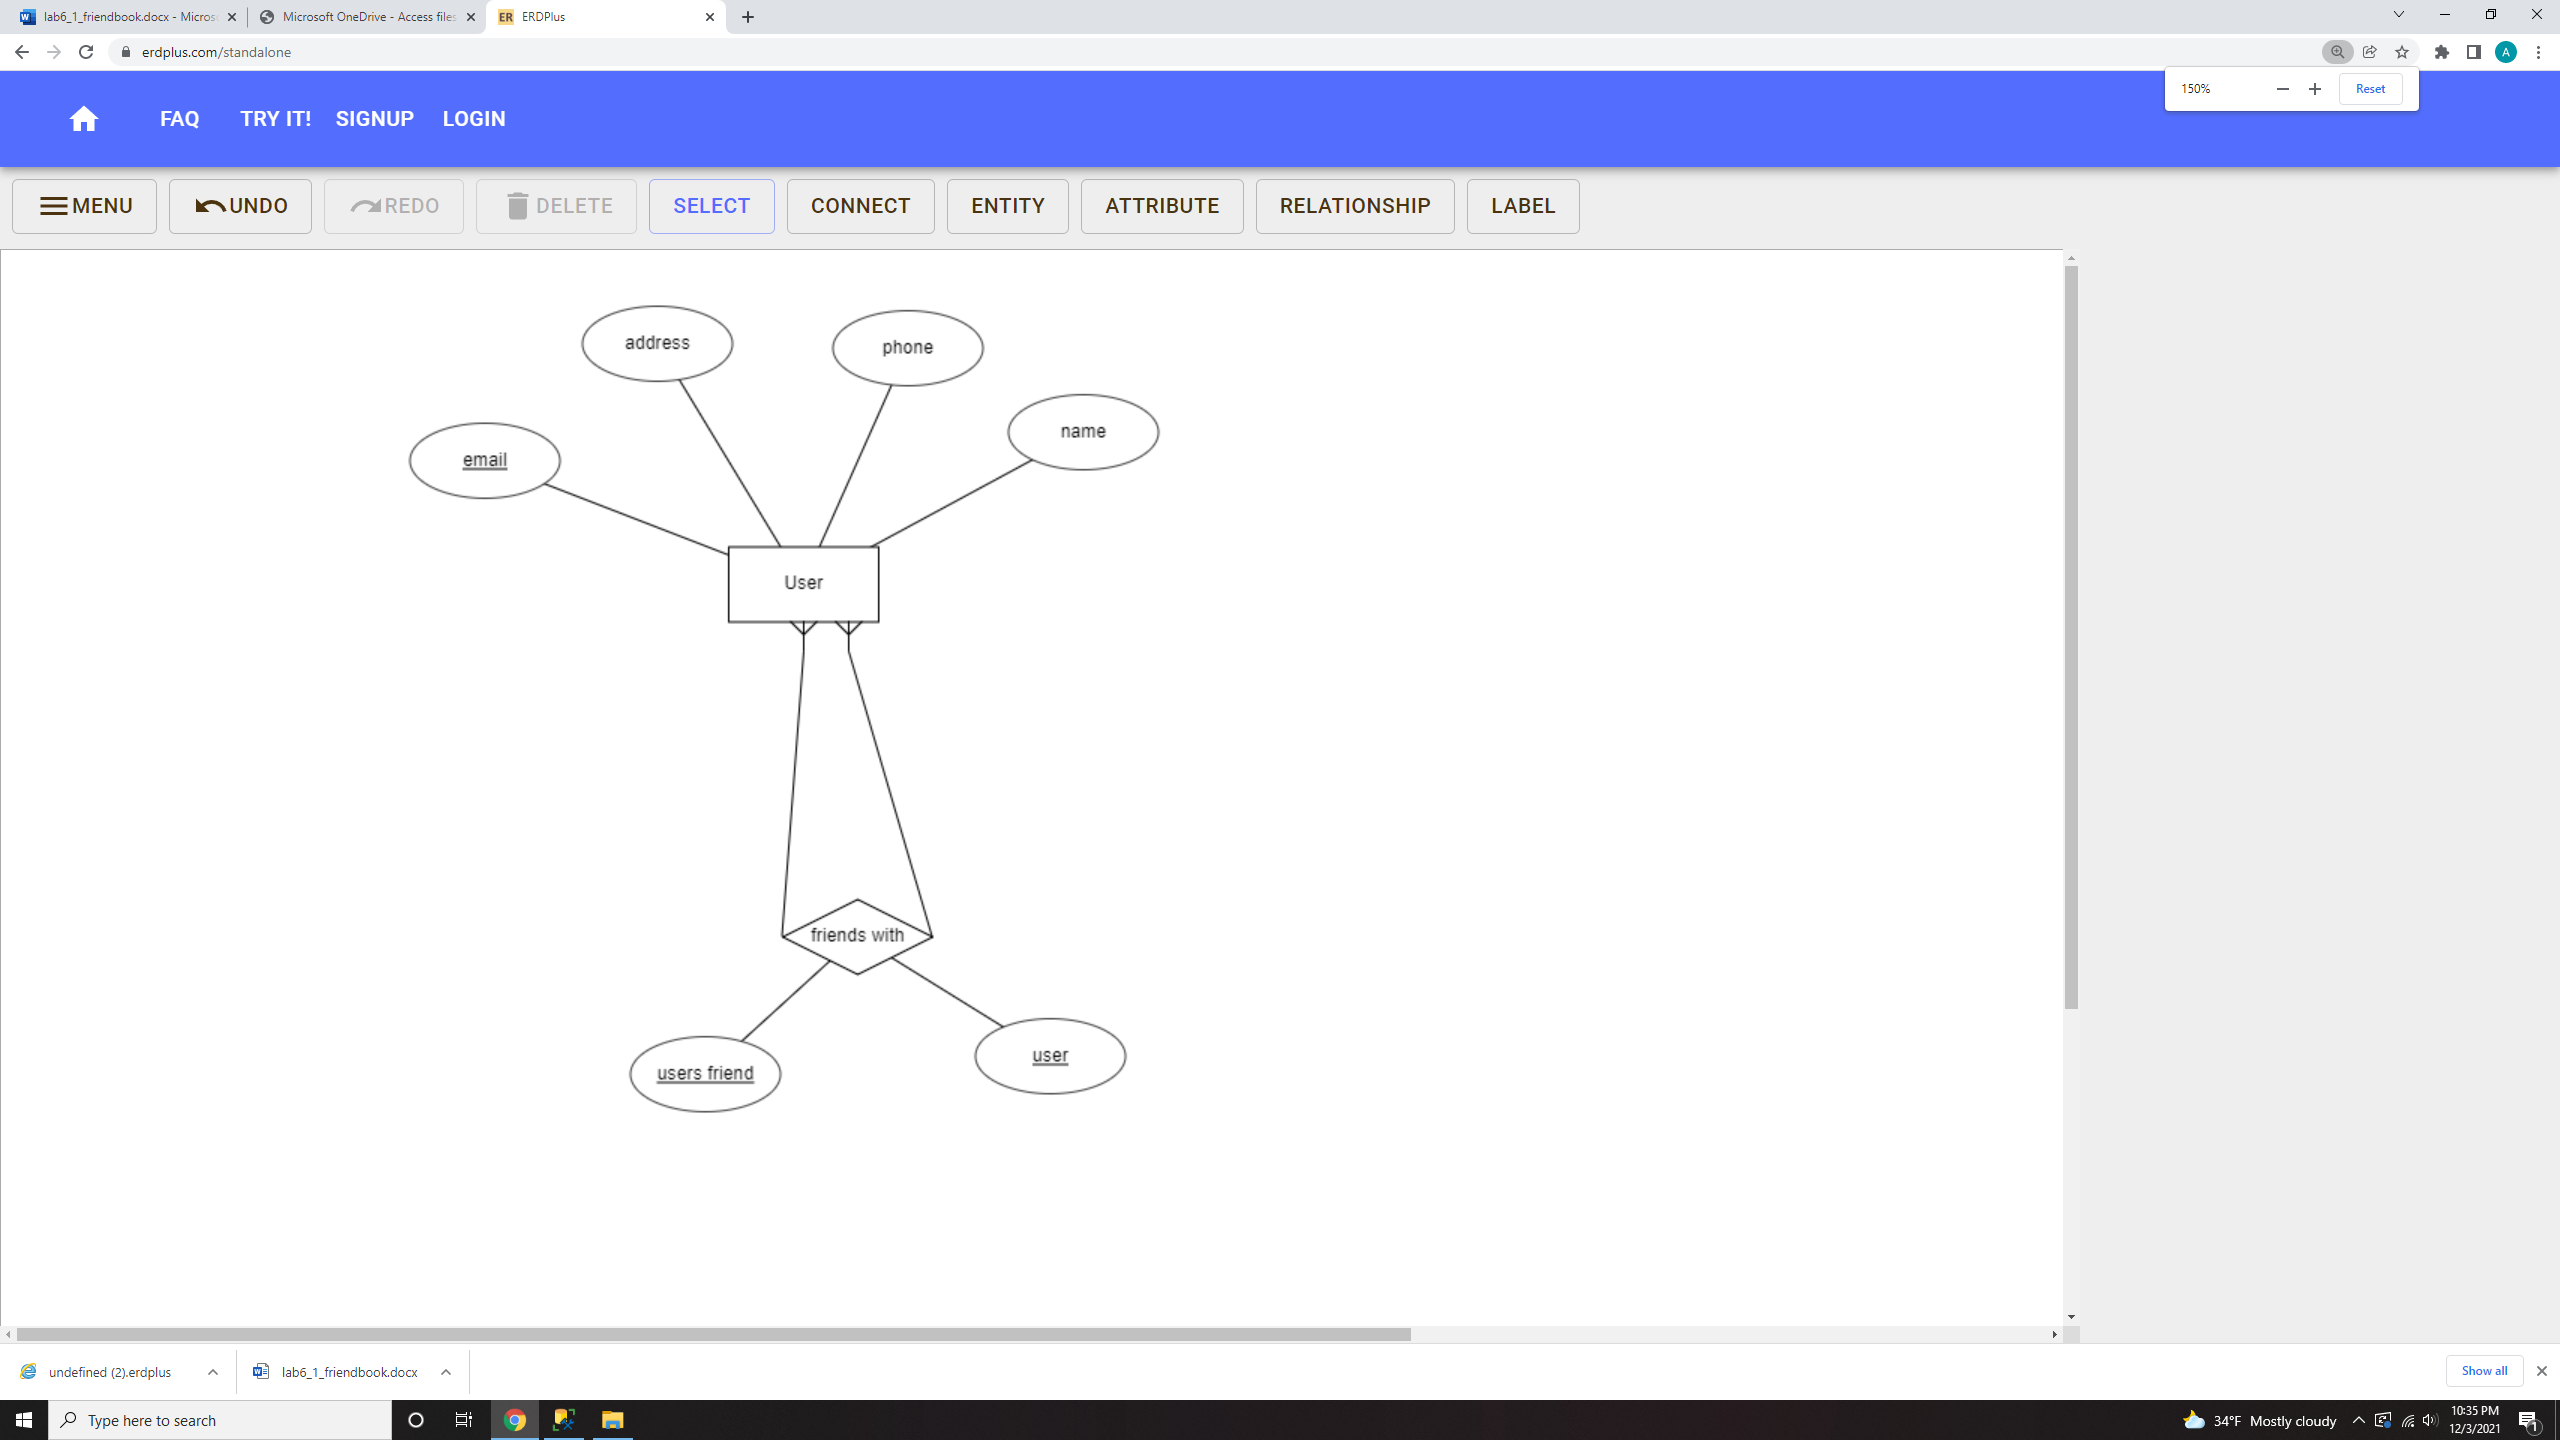 lab6_1_friendbook.docx - Micros
Microsoft OneDrive - Access files
ER ERDPlus
erdplus.com/standalone
A
150%
Reset
FAQ TRY IT! SIGNUP LOGIN
MENU UNDO REDO DELETE SELECT CONNECT ENTITY ATTRIBUTE RELATIONSHIP LABEL
address
phone
name
email
User
friends with
user
users friend
undefined (2).erdplus
lab6_1_friendbook.docx
Show all
Type here to search
34°F Mostly cloudy
10:35 PM
12/3/2021
1